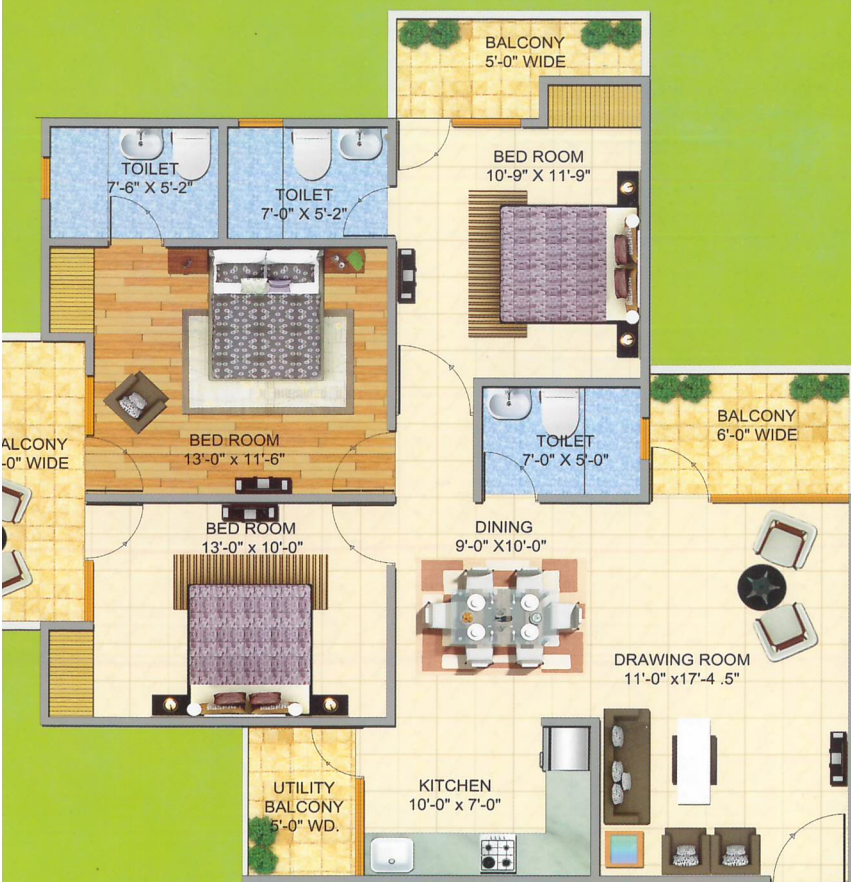 BALCONY
5'-0" WIDE
BED ROOM
10'-9" X 11'-9"
TOILET
7'-6" X 5'-2"
TOILET
7'-0" X 5'-2"
BALCONY
6'-0" WIDE
TOILET
7'-0" X 5'-0"
ALCONY
-0" WIDE
BED ROOM
13'-0" x 11'-6"
BED ROOM
13'-0" x 10'-0"
DINING
9'-0" X10'-0"
DRAWING ROOM
11'-0" x17'-4 .5"
UTILITY
BALCONY
5'-0" WD.
KITCHEN
10'-0" x 7'-0"